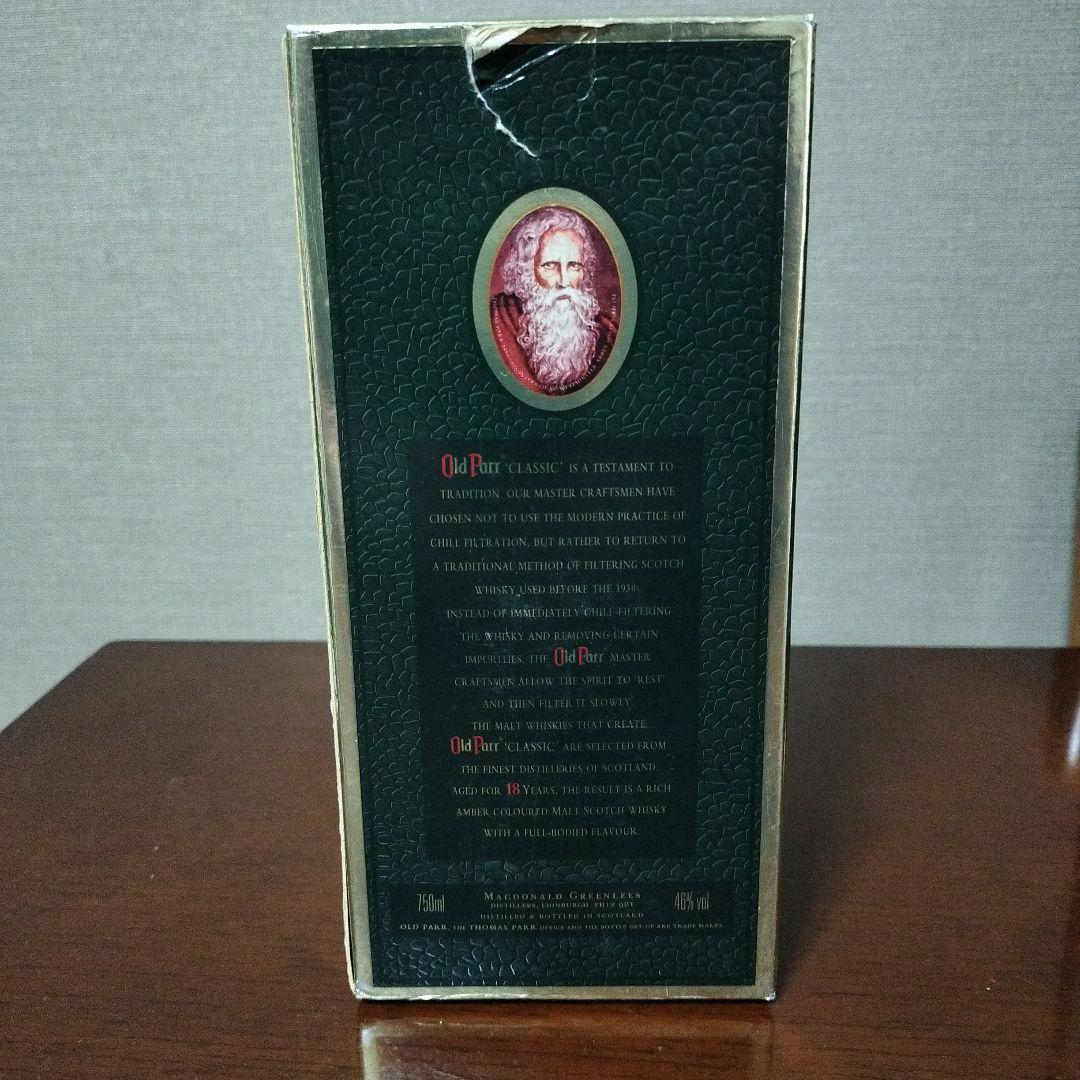 Old Parr 'CLASSIC' IS A TESTAMENT TO
TRADITION. OUR MASTER CRAFTSMEN HAVE
CHOSEN NOT TO USE THE MODERN PRACTICE OF
CHILL FILTRATION, BUT RATHER TO RETURN TO
A TRADITIONAL METHOD OF FILTERING SCOTCH
WHISKY USED BEFORE THE 1930s.
INSTEAD OF IMMEDIATELY CHILL-FILTERING
THE WHISKY AND REMOVING CERTAIN
IMPURITIES, THE Old Parr MASTER
CRAFTSMEN ALLOW THE SPIRIT TO 'REST'
AND THEN FILTER IT SLOWLY.
THE MALT WHISKIES THAT CREATE
Old Parr 'CLASSIC' ARE SELECTED FROM
THE FINEST DISTILLERIES OF SCOTLAND.
AGED FOR 18 YEARS, THE RESULT IS A RICH
AMBER COLOURED MALT SCOTCH WHISKY
WITH A FULL-BODIED FLAVOUR.
750ml
MACDONALD GREENLEES
DISTILLERS, EDINBURGH EH12 9BT
DISTILLED & BOTTLED IN SCOTLAND
46% vol
OLD PARR, THE THOMAS PARR DEVICE AND THE BOTTLE GET-UP ARE TRADE MARKS